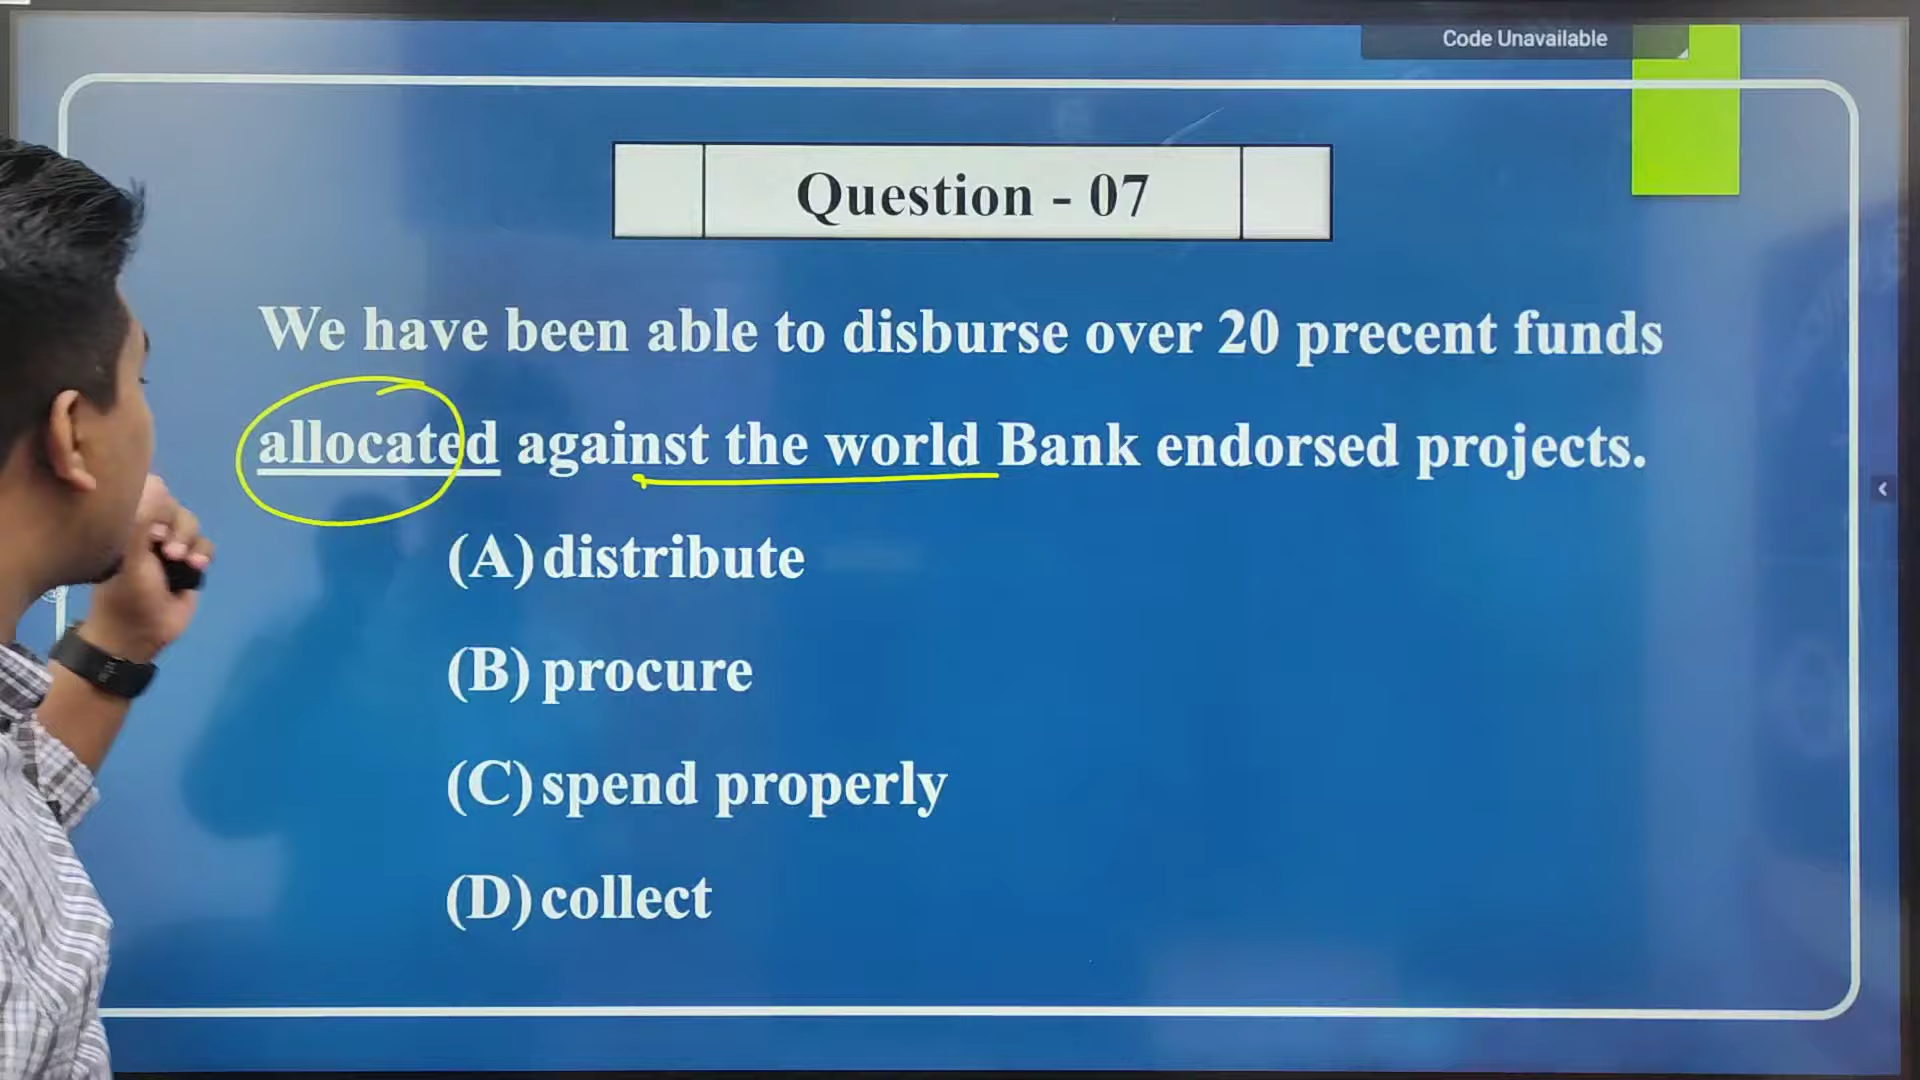 Code Unavailable
Question - 07
We have been able to disburse over 20 precent funds
allocated against the world Bank endorsed projects.
(A) distribute
(B) procure
(C) spend properly
(D) collect